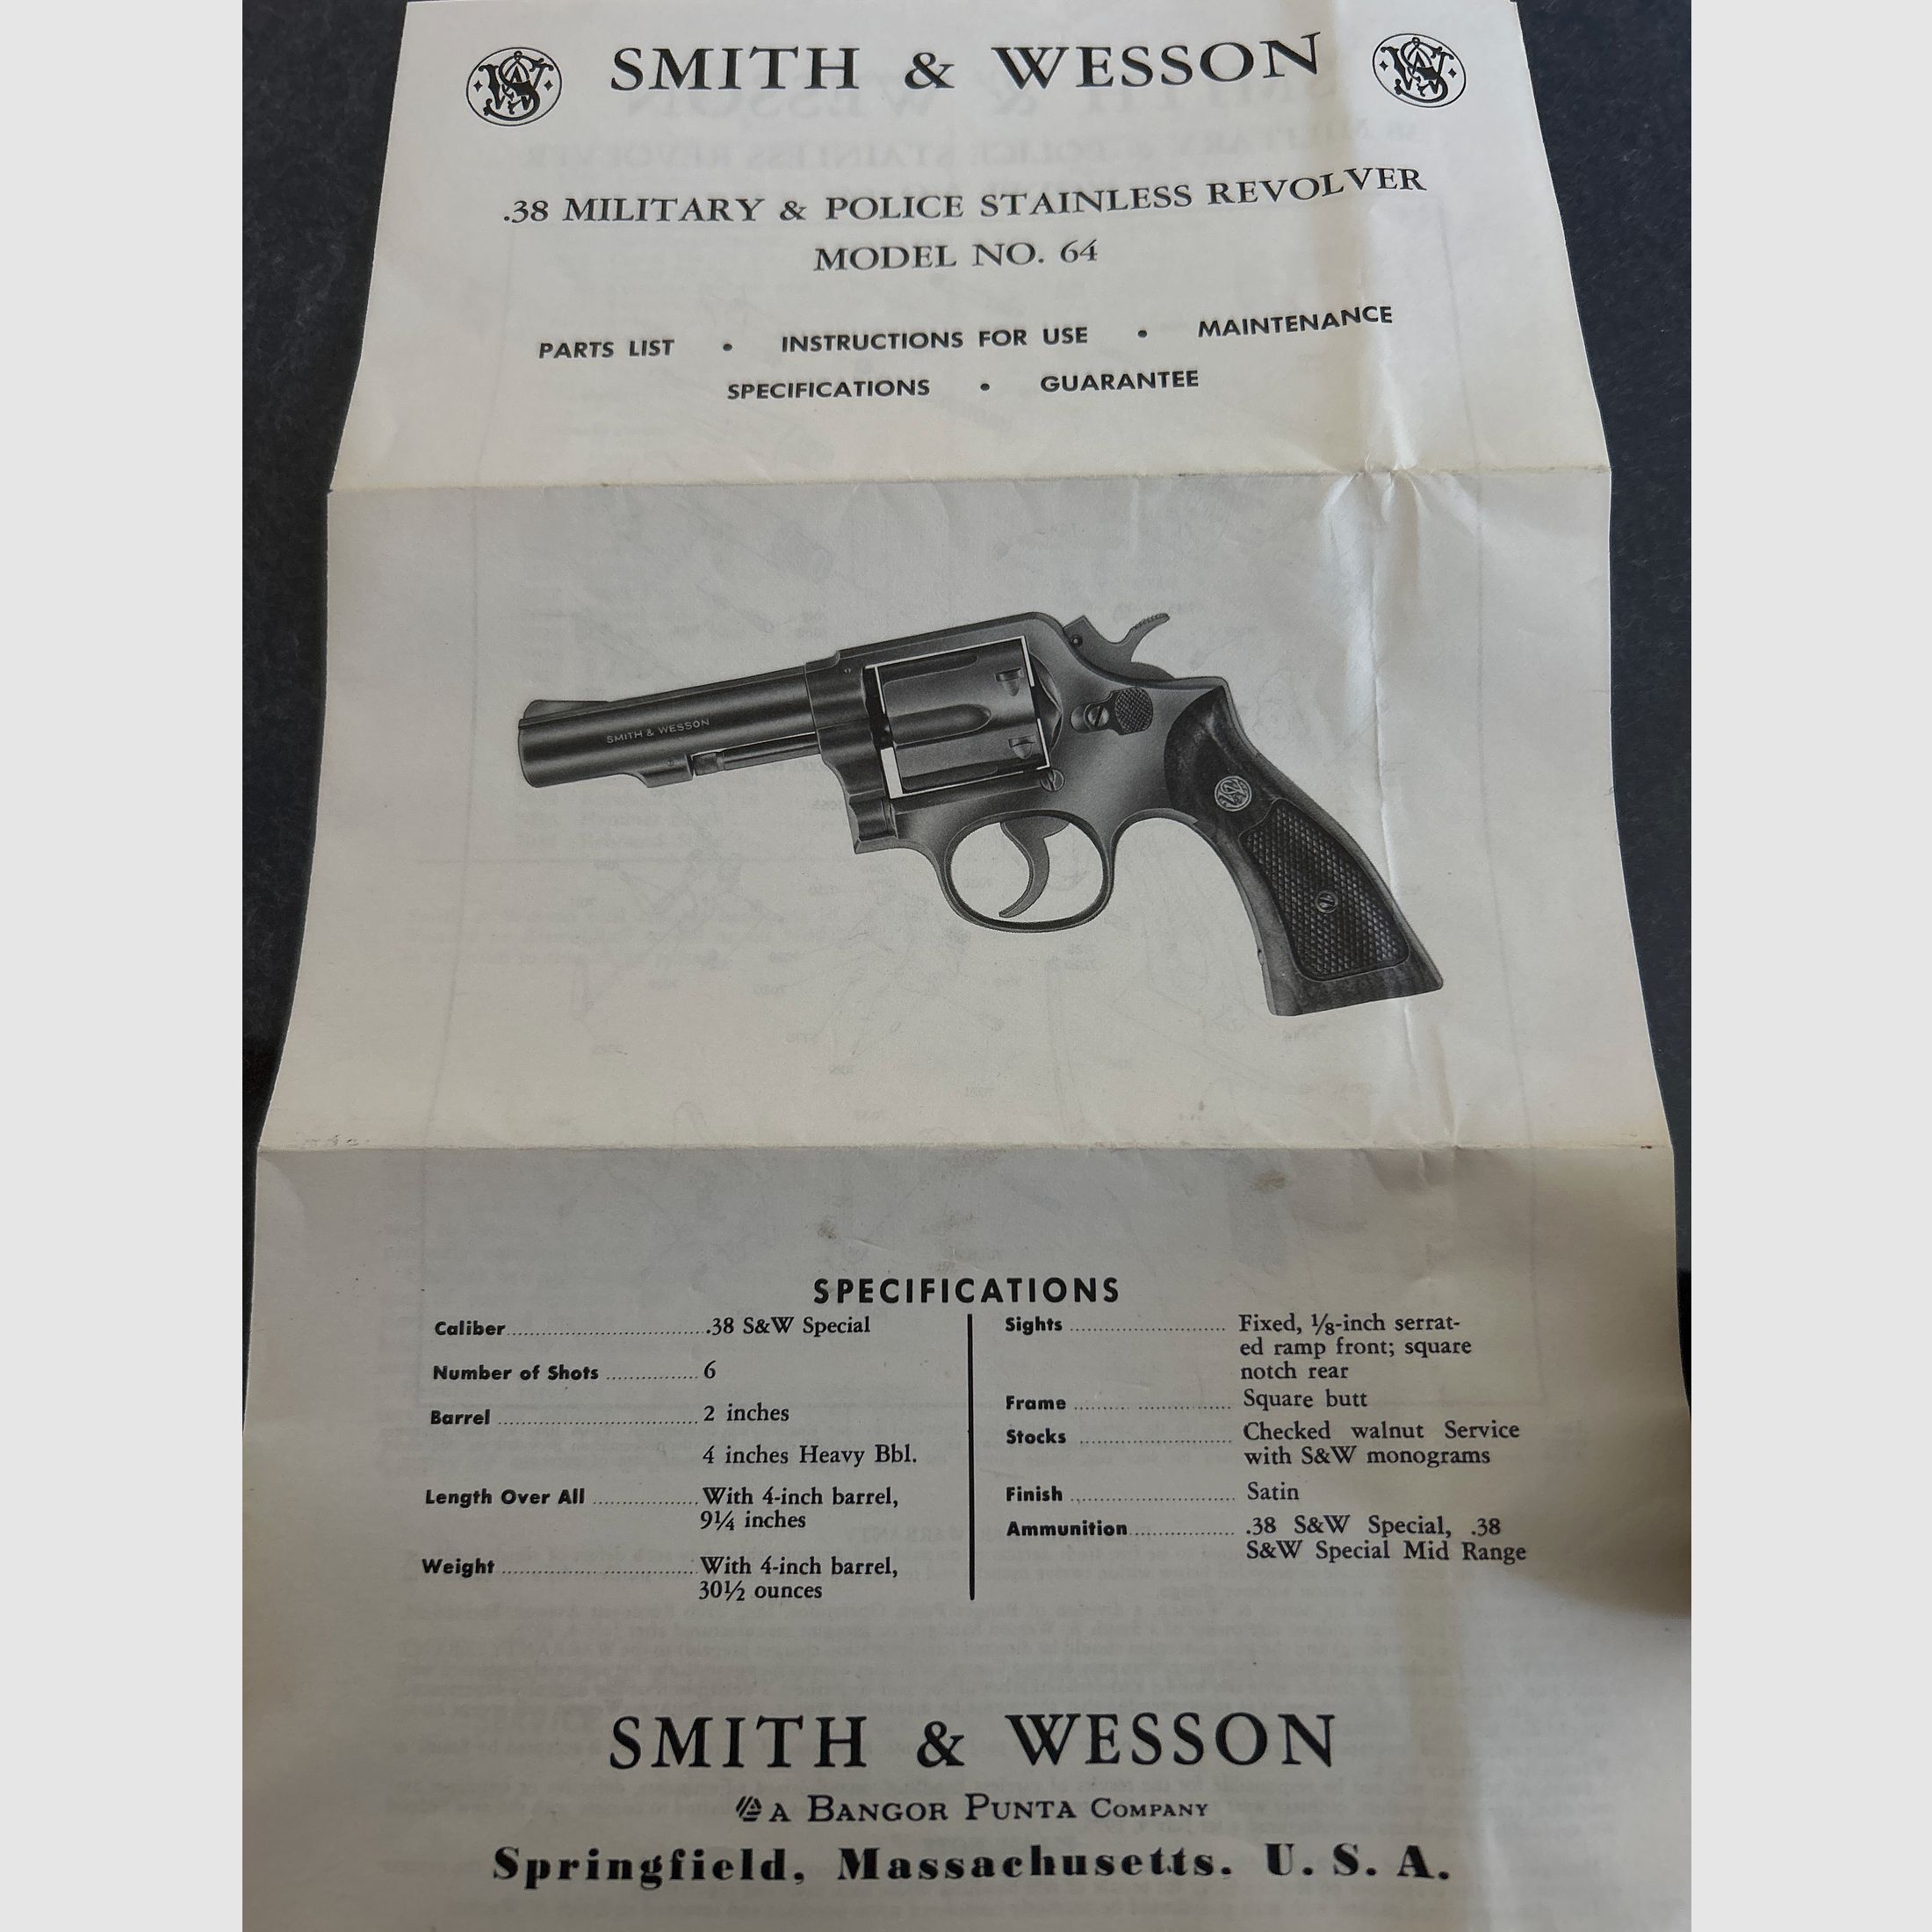 SMITH & WESSON
.38 MILITARY & POLICE STAINLESS REVOLVER
MODEL NO. 64
PARTS LIST • INSTRUCTIONS FOR USE • MAINTENANCE
SPECIFICATIONS • GUARANTEE
SMITH & WESSON
SPECIFICATIONS
Caliber .38 S&W Special
Number of Shots 6
Barrel 2 inches
4 inches Heavy Bbl.
Length Over All With 4-inch barrel,
9¼ inches
Weight With 4-inch barrel,
30½ ounces
Sights Fixed, ⅛-inch serrat-
ed ramp front; square
notch rear
Frame Square butt
Stocks Checked walnut Service
with S&W monograms
Finish Satin
Ammunition .38 S&W Special, .38
S&W Special Mid Range
SMITH & WESSON
A BANGOR PUNTA COMPANY
Springfield, Massachusetts. U. S. A.